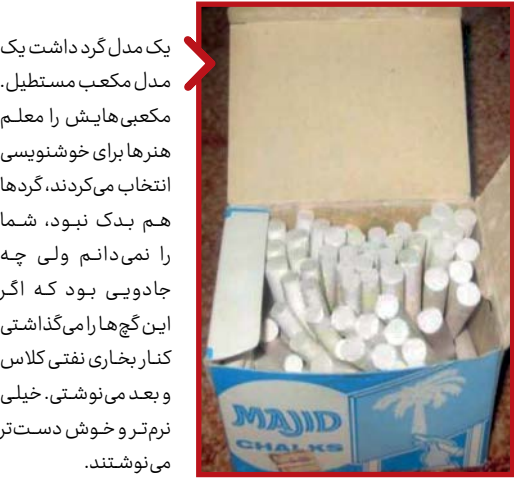 یک مدل گرد داشت یک
مدل مکعب مستطیل.
مکعبی‌هایش را معلم
هنرها برای خوشنویسی
انتخاب می‌کردند، گردها
هم بدک نبود، شما
را نمی‌دانم ولی چه
جادویی بود که اگر
این گچ‌ها را می‌گذاشتی
کنار بخاری نفتی کلاس
و بعد می‌نوشتی. خیلی
نرم‌تر و خوش دست‌تر
می‌نوشتند.
MAJID
CHALKS